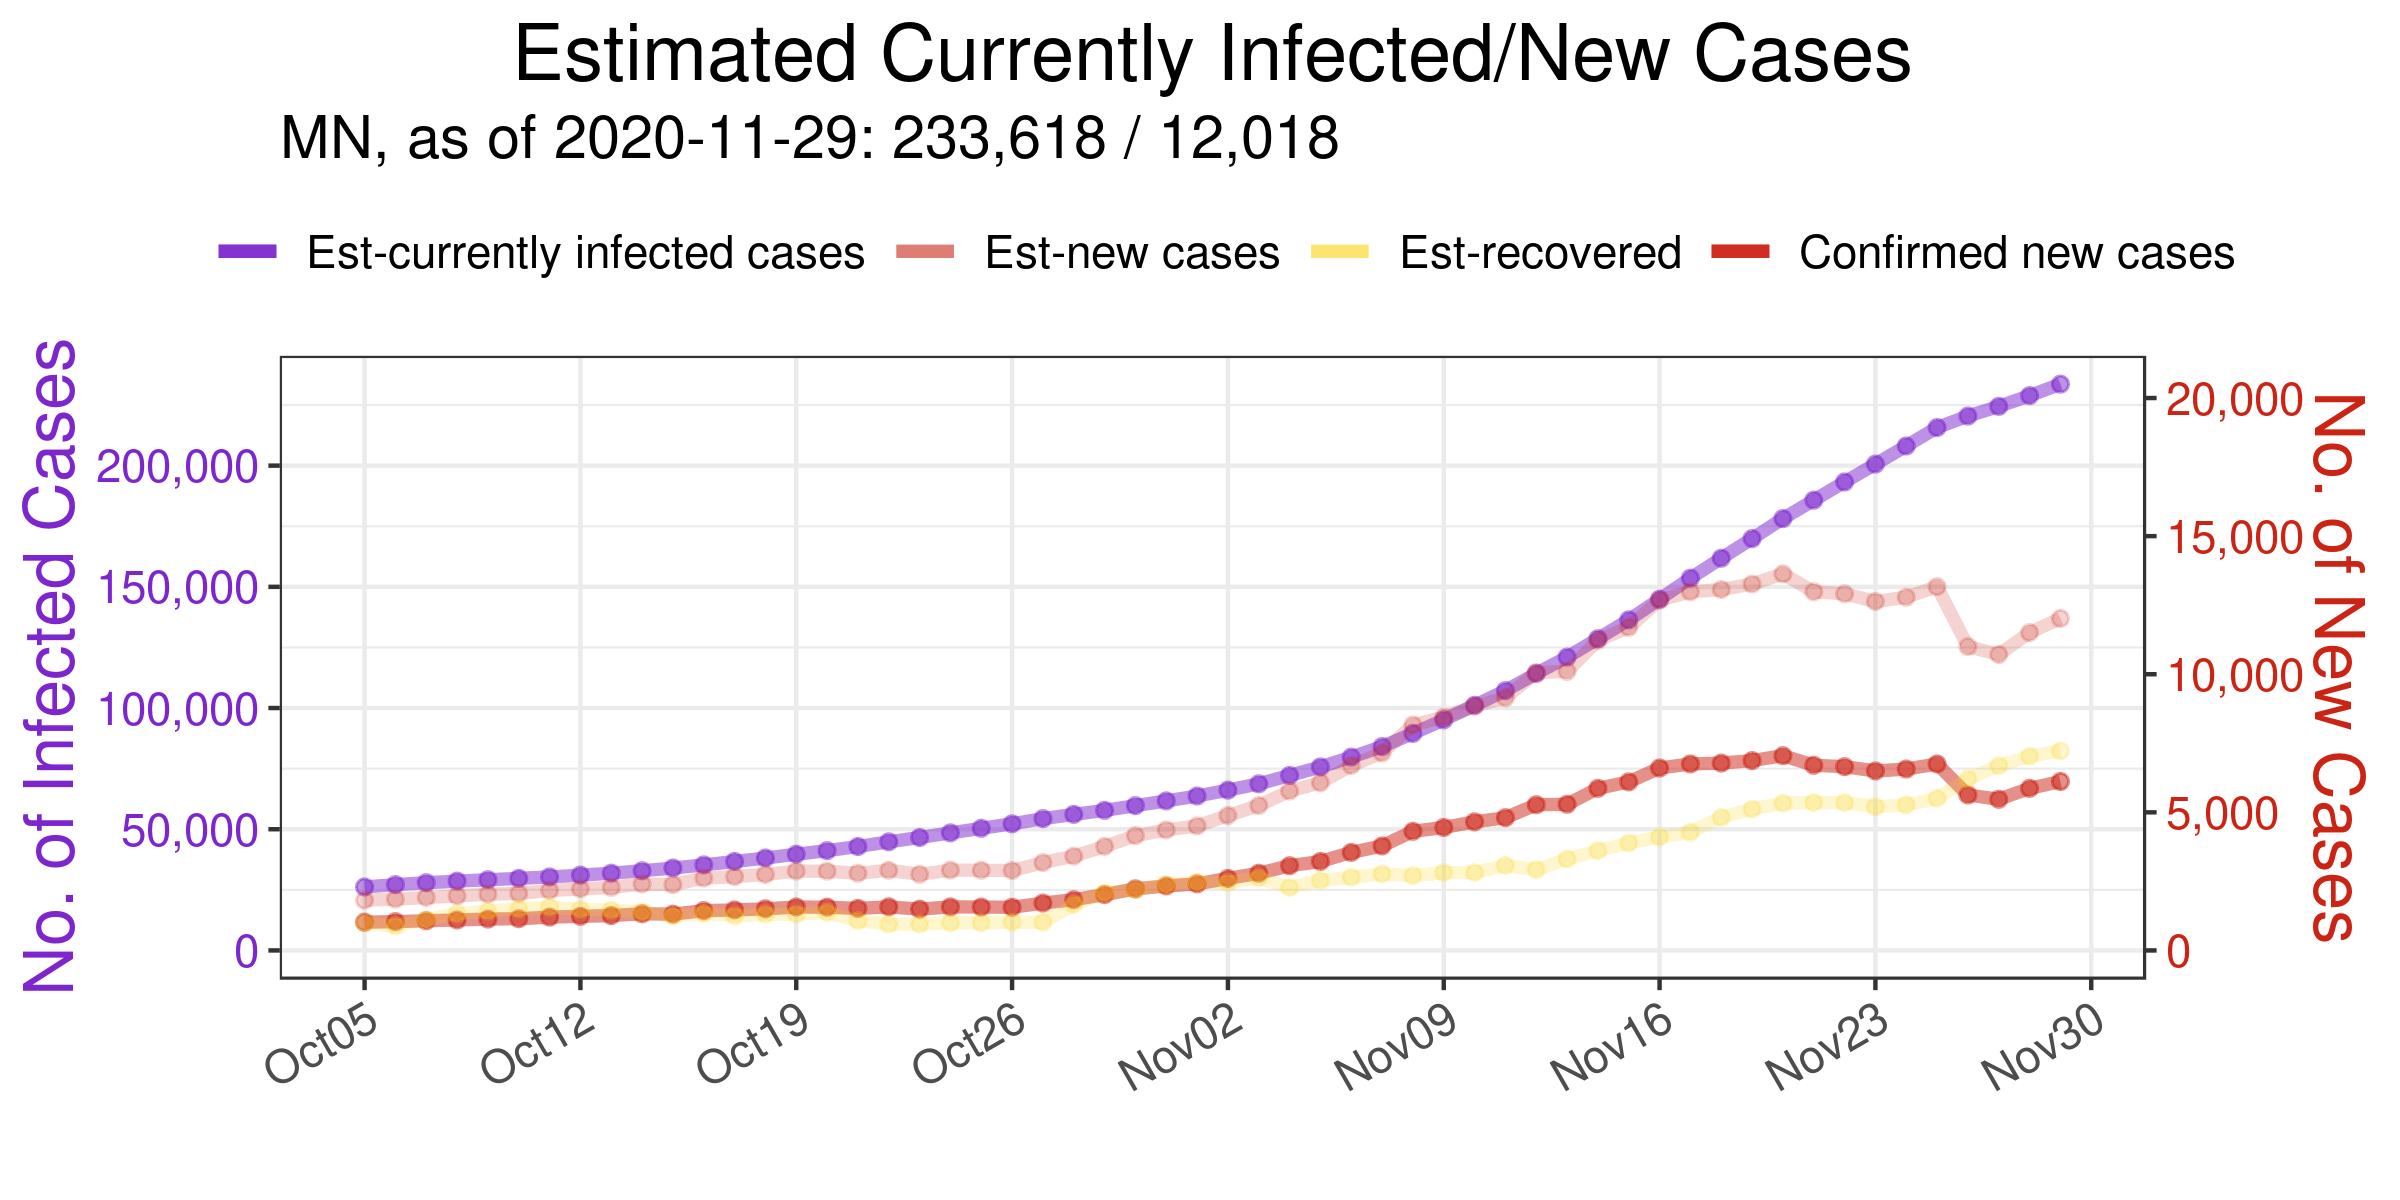 Estimated Currently Infected/New Cases
MN, as of 2020-11-29: 233,618 / 12,018
Est-currently infected cases Est-new cases Est-recovered Confirmed new cases
No. of Infected Cases
200,000
150,000
100,000
50,000
0
20,000
15,000
10,000
5,000
0
No. of New Cases
Oct05 Oct12 Oct19 Oct26 Nov02 Nov09 Nov16 Nov23 Nov30